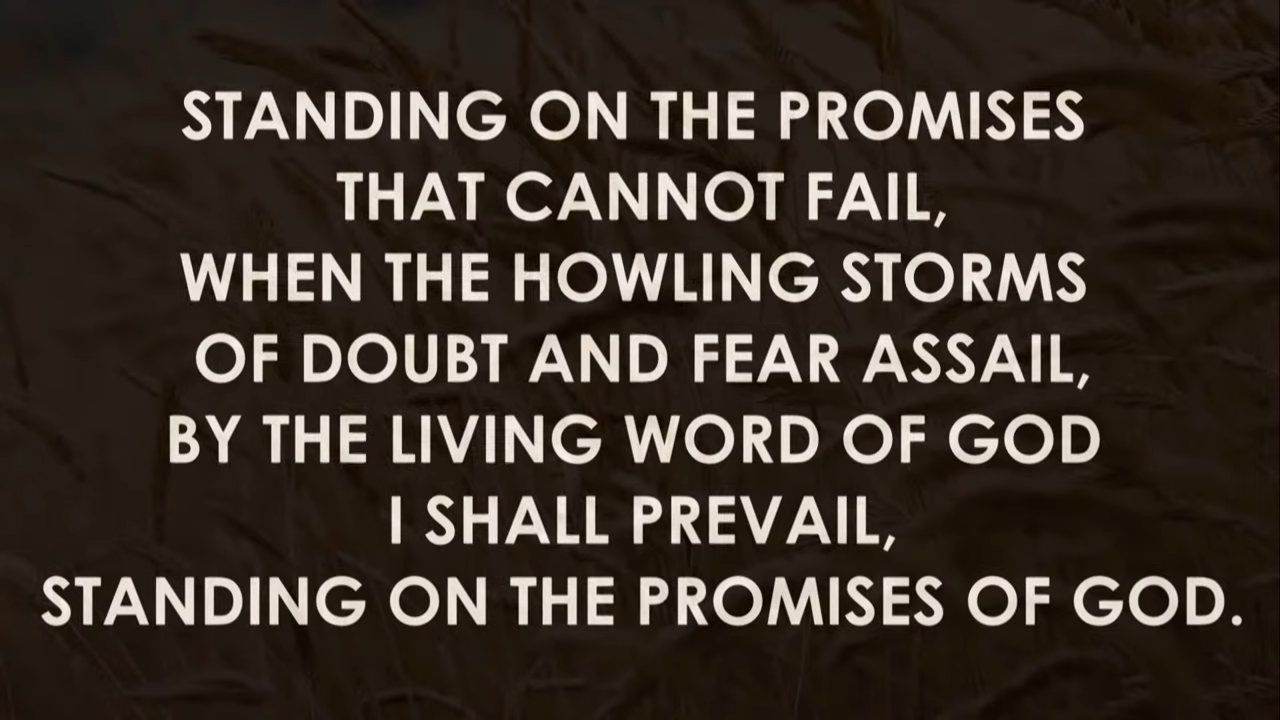 STANDING ON THE PROMISES
THAT CANNOT FAIL,
WHEN THE HOWLING STORMS
OF DOUBT AND FEAR ASSAIL,
BY THE LIVING WORD OF GOD
I SHALL PREVAIL,
STANDING ON THE PROMISES OF GOD.